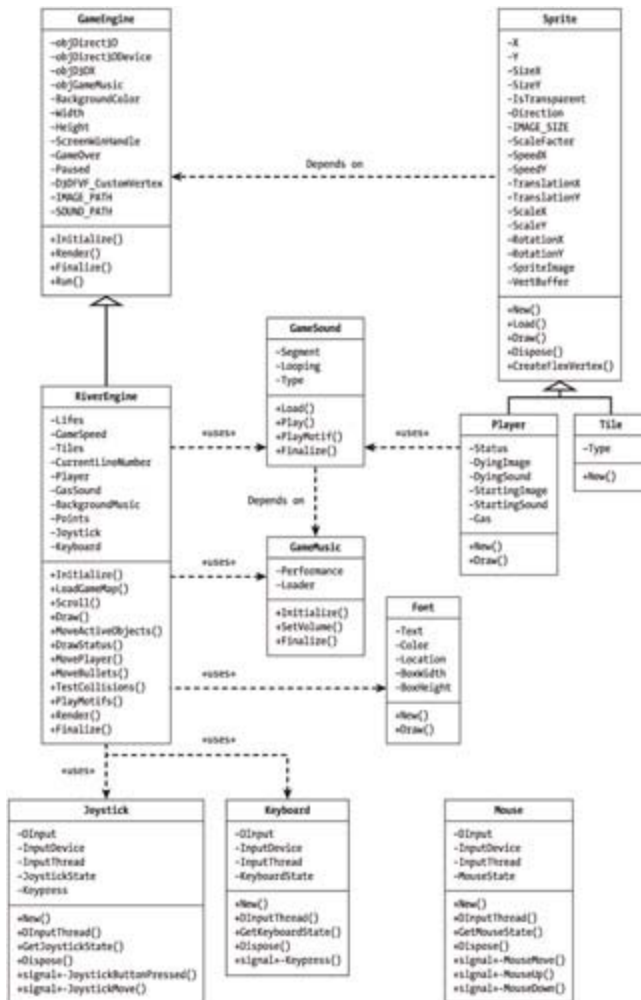 GameEngine
-objDirect3D
-objDirect3DDevice
-objD3DX
-objGameMusic
-BackgroundColor
-Width
-Height
-ScreenWinHandle
-GameOver
-Paused
-D3DFVF_CustomVertex
-IMAGE_PATH
-SOUND_PATH
+Initialize()
+Render()
+Finalize()
+Run()
Sprite
-X
-Y
-SizeX
-SizeY
-IsTransparent
-Direction
-IMAGE_SIZE
-ScaleFactor
-SpeedX
-SpeedY
-TranslationX
-TranslationY
-ScaleX
-ScaleY
-RotationX
-RotationY
-SpriteImage
-VertBuffer
+New()
+Load()
+Draw()
+Dispose()
+CreateFlexVertex()
Depends on
GameSound
-Segment
-Looping
-Type
+Load()
+Play()
+PlayMotif()
+Finalize()
RiverEngine
-Lifes
-GameSpeed
-Tiles
-CurrentLineNumber
-Player
-GasSound
-BackgroundMusic
-Points
-Joystick
-Keyboard
+Initialize()
+LoadGameMap()
+Scroll()
+Draw()
+MoveActiveObjects()
+DrawStatus()
+MovePlayer()
+MoveBullets()
+TestCollisions()
+PlayMotifs()
+Render()
+Finalize()
«uses»
«uses»
Player
-Status
-DyingImage
-DyingSound
-StartingImage
-StartingSound
-Gas
+New()
+Draw()
Tile
-Type
+New()
Depends on
GameMusic
-Performance
-Loader
+Initialize()
+SetVolume()
+Finalize()
«uses»
Font
-Text
-Color
-Location
-BoxWidth
-BoxHeight
+New()
+Draw()
«uses»
«uses»
«uses»
Joystick
-DInput
-InputDevice
-InputThread
-JoystickState
-Keypress
+New()
+DInputThread()
+GetJoystickState()
+Dispose()
«signal»-JoystickButtonPressed()
«signal»-JoystickMove()
Keyboard
-DInput
-InputDevice
-InputThread
-KeyboardState
+New()
+DInputThread()
+GetKeyboardState()
+Dispose()
«signal»-Keypress()
Mouse
-DInput
-InputDevice
-InputThread
-MouseState
+New()
+DInputThread()
+GetMouseState()
+Dispose()
«signal»-MouseMove()
«signal»-MouseUp()
«signal»-MouseDown()